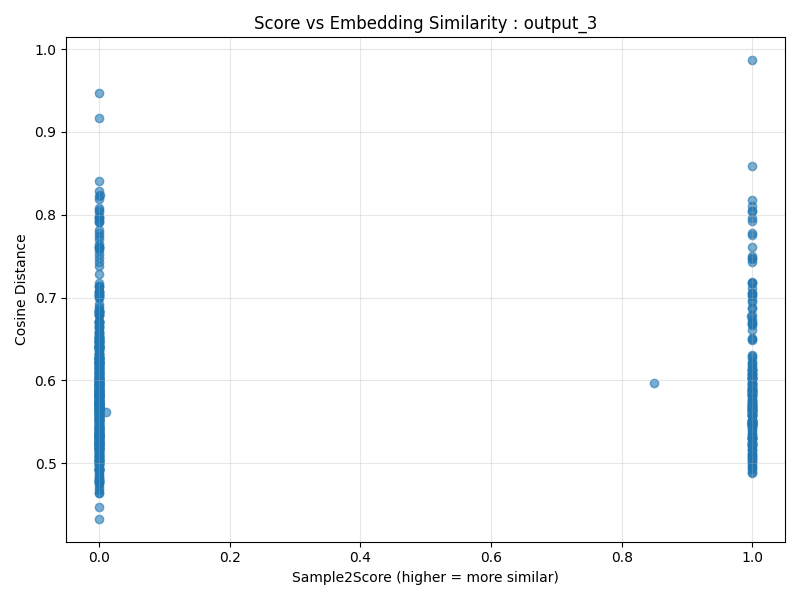 Score vs Embedding Similarity : output_3
1.0
0.9
0.8
0.7
0.6
0.5
Cosine Distance
0.0 0.2 0.4 0.6 0.8 1.0
Sample2Score (higher = more similar)